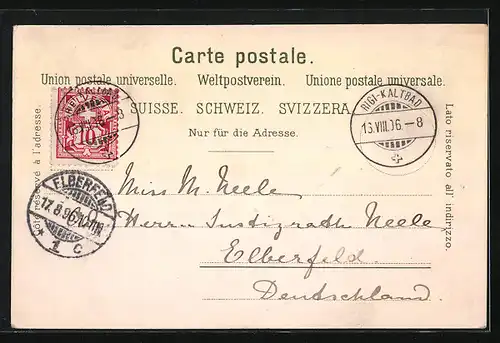 Carte postale.
Union postale universelle. Weltpostverein. Unione postale universale.
SUISSE. SCHWEIZ. SVIZZERA.
Nur für die Adresse.
Côté réservé à l'adresse.
Lato riservato all' indirizzo.
10
RIGI-KALTBAD
13.VIII.96.–8
ELBERFELD
17.8.96
1 c
Miss M. Neele
Herrn Justizrath Neele
Elberfeld
Deutschland.